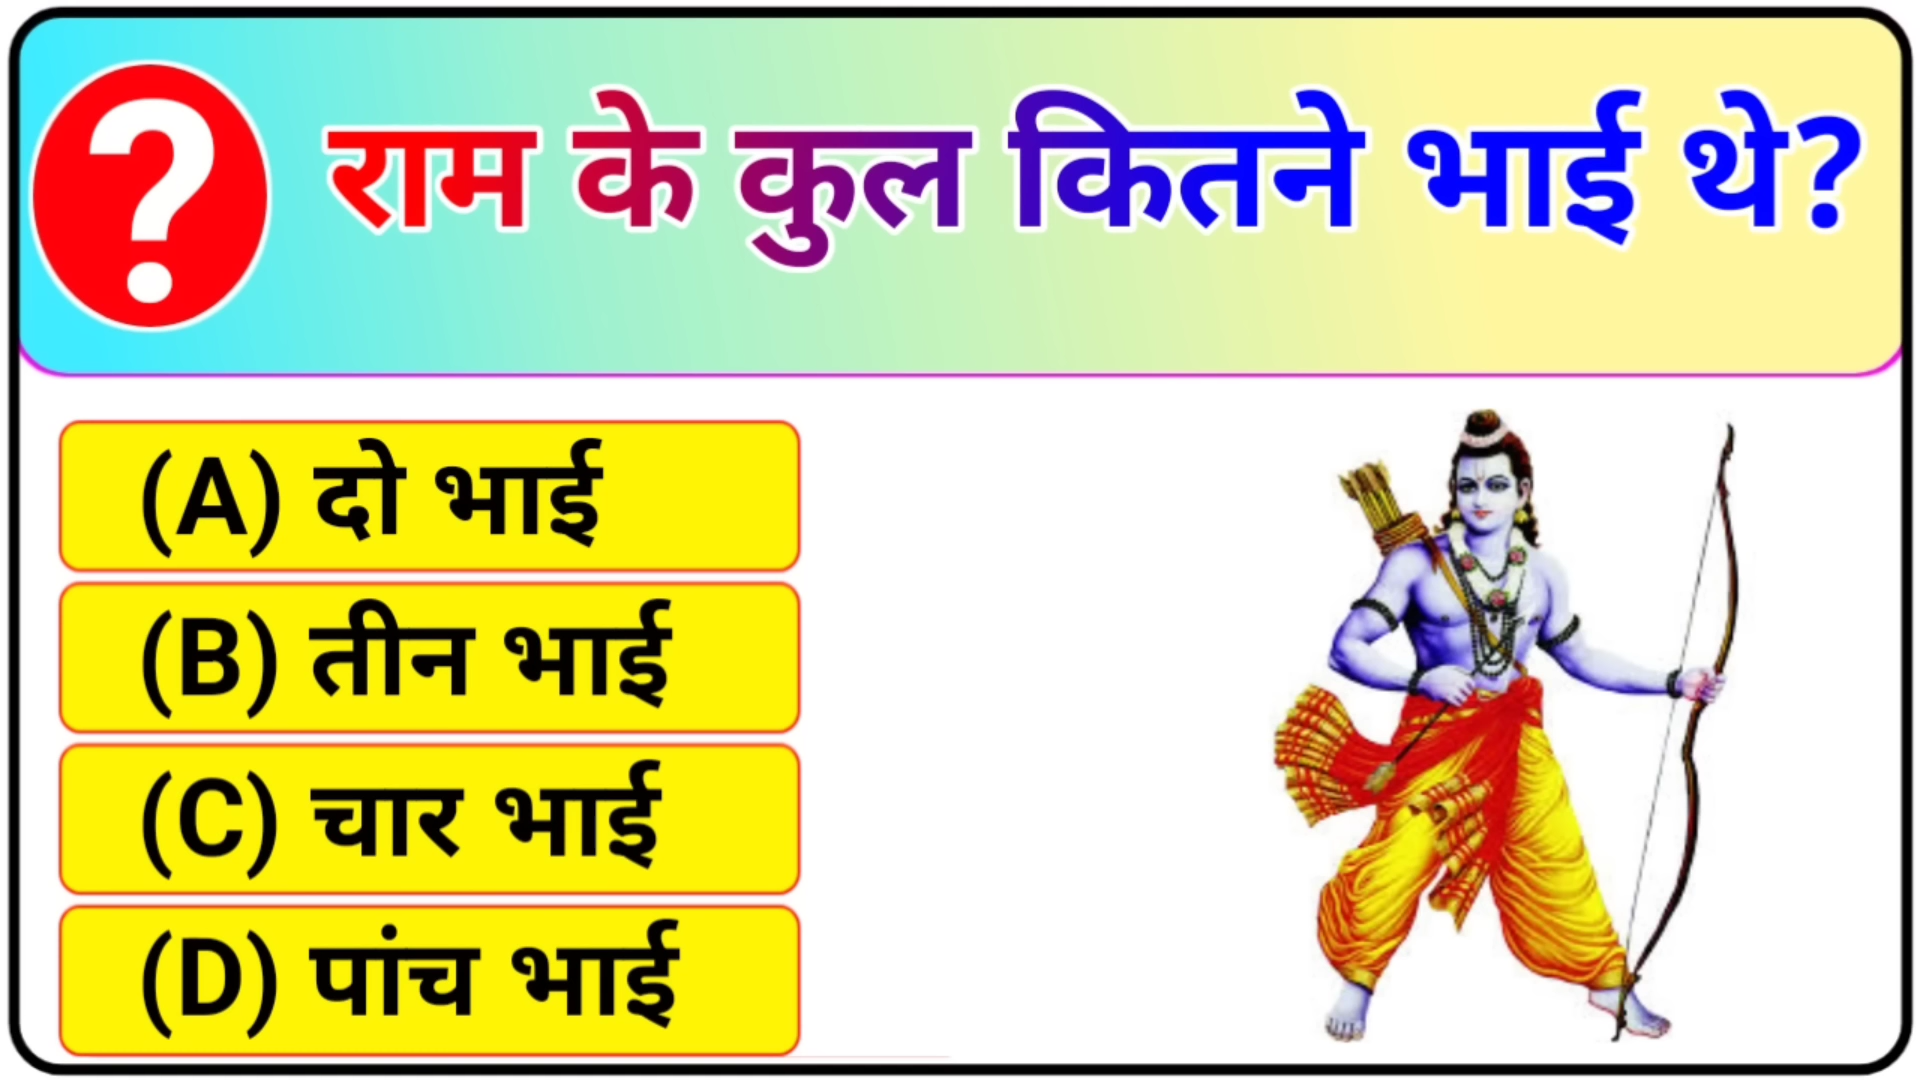 ?
राम के कुल कितने भाई थे?
(A) दो भाई
(B) तीन भाई
(C) चार भाई
(D) पांच भाई